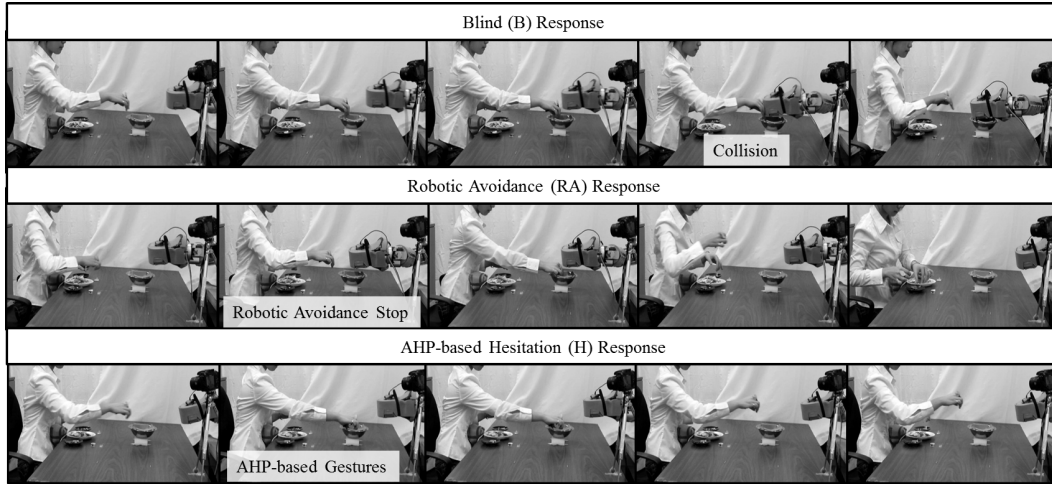 Blind (B) Response
Collision
Robotic Avoidance (RA) Response
Robotic Avoidance Stop
AHP-based Hesitation (H) Response
AHP-based Gestures